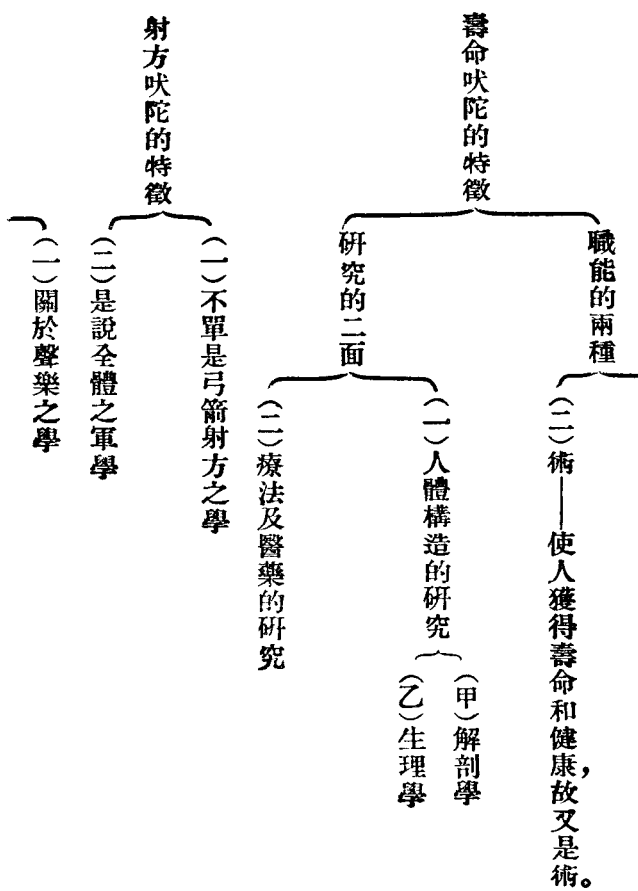 職能的兩種
(二)術——使人獲得壽命和健康,故又是術。
壽命吠陀的特徵
研究的二面
(一)人體構造的研究
(甲)解剖學
(乙)生理學
(二)療法及醫藥的研究
射方吠陀的特徵
(一)不單是弓箭射方之學
(二)是說全體之軍學
(一)關於聲樂之學